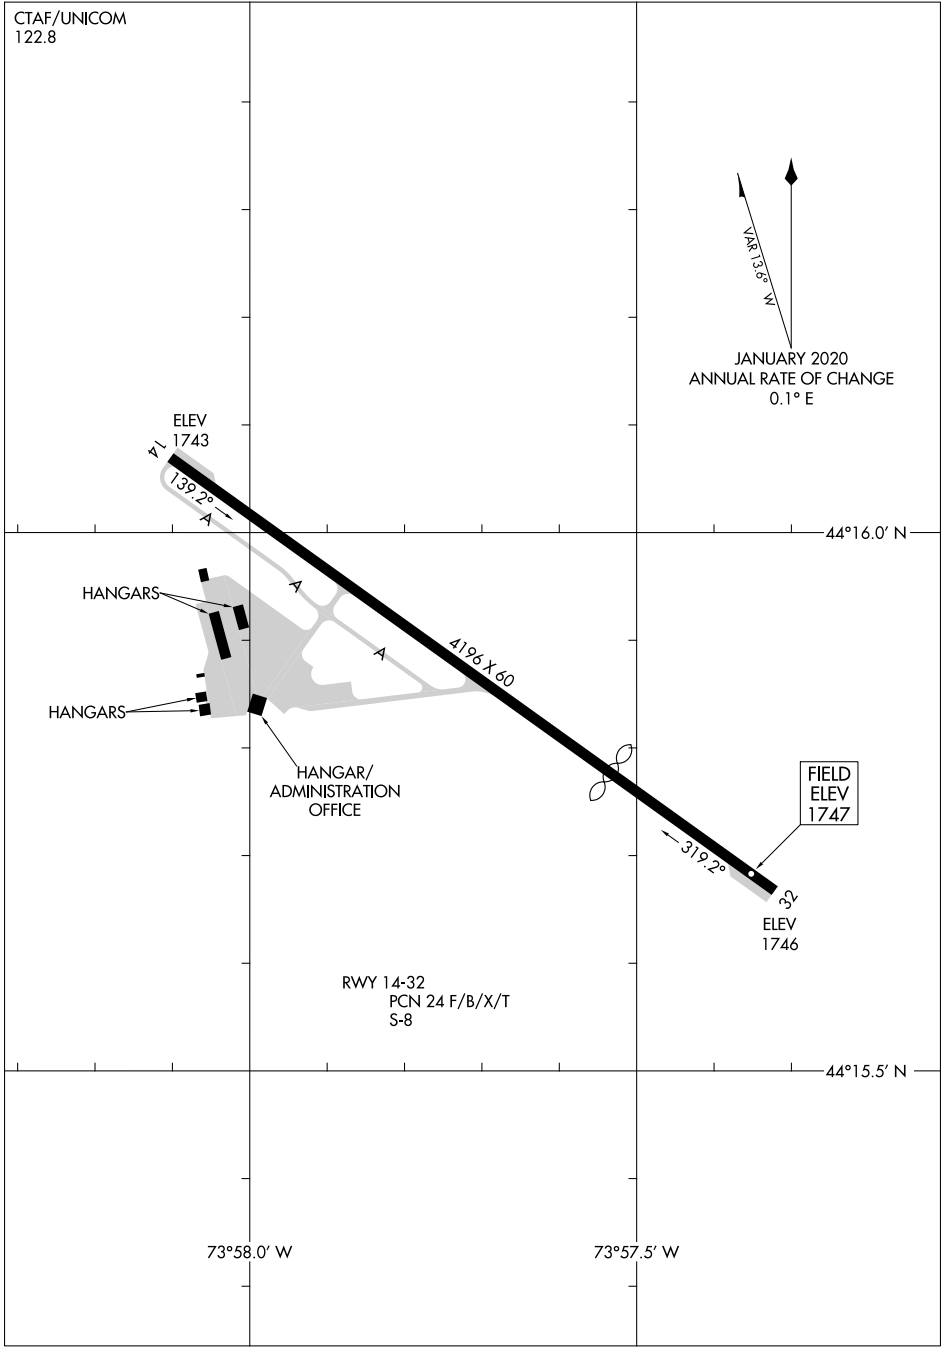 CTAF/UNICOM
122.8
VAR 13.6° W
JANUARY 2020
ANNUAL RATE OF CHANGE
0.1° E
ELEV
1743
14
139.2°
A
44°16.0' N
A
HANGARS
A
4196 X 60
HANGARS
HANGAR/
ADMINISTRATION
OFFICE
FIELD
ELEV
1747
319.2°
32
ELEV
1746
RWY 14-32
PCN 24 F/B/X/T
S-8
44°15.5' N
73°58.0' W
73°57.5' W